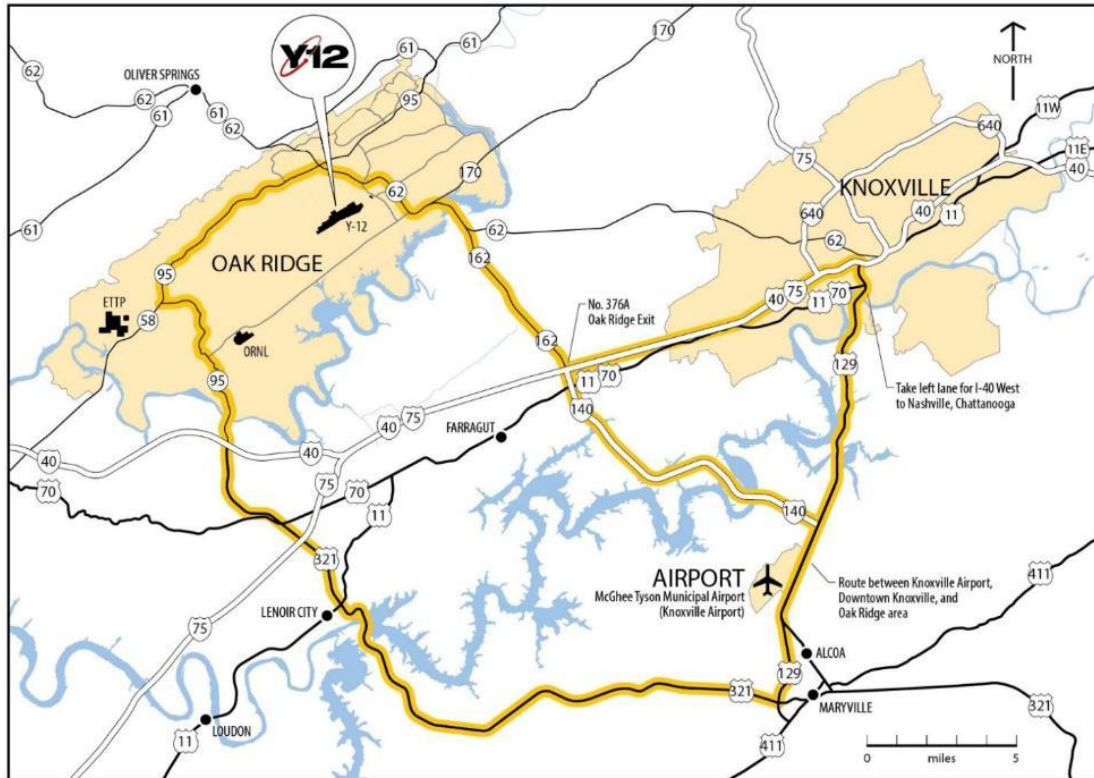 61
62
61
170
Y-12
NORTH
OLIVER SPRINGS
62
61
61
62
95
11W
640
75
11E
40
KNOXVILLE
170
62
640
40
11
61
Y-12
62
62
OAK RIDGE
162
95
ETTP
No. 376A
Oak Ridge Exit
40
75
11
70
58
ORNL
162
129
95
11
70
Take left lane for I-40 West
to Nashville, Chattanooga
140
75
FARRAGUT
40
40
40
75
70
70
11
140
321
AIRPORT
McGhee Tyson Municipal Airport
(Knoxville Airport)
Route between Knoxville Airport,
Downtown Knoxville, and
Oak Ridge area
411
LENOIR CITY
75
ALCOA
129
321
MARYVILLE
321
LOUDON
11
411
0
5
miles